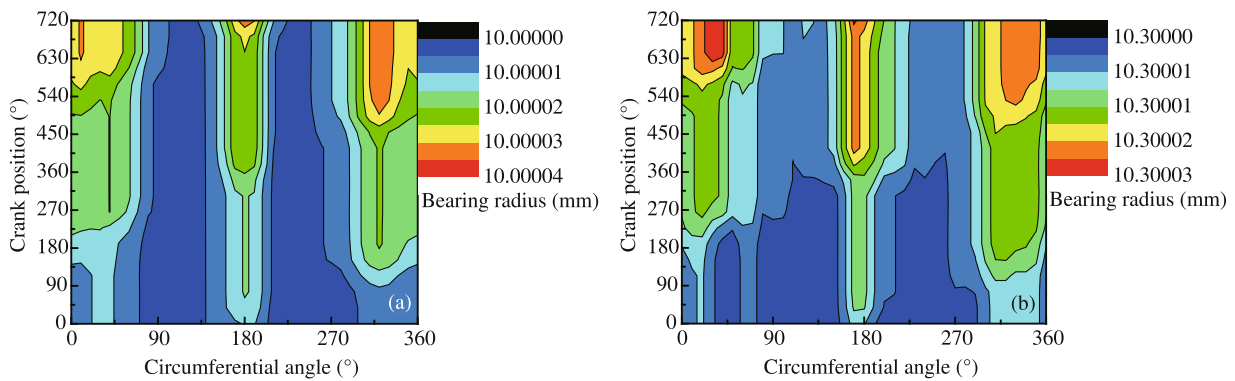 720
630
540
450
360
270
180
90
0
Crank position (°)
0 90 180 270 360
Circumferential angle (°)
(a)
10.00000
10.00001
10.00002
10.00003
10.00004
Bearing radius (mm)
720
630
540
450
360
270
180
90
0
Crank position (°)
0 90 180 270 360
Circumferential angle (°)
(b)
10.30000
10.30001
10.30001
10.30002
10.30003
Bearing radius (mm)